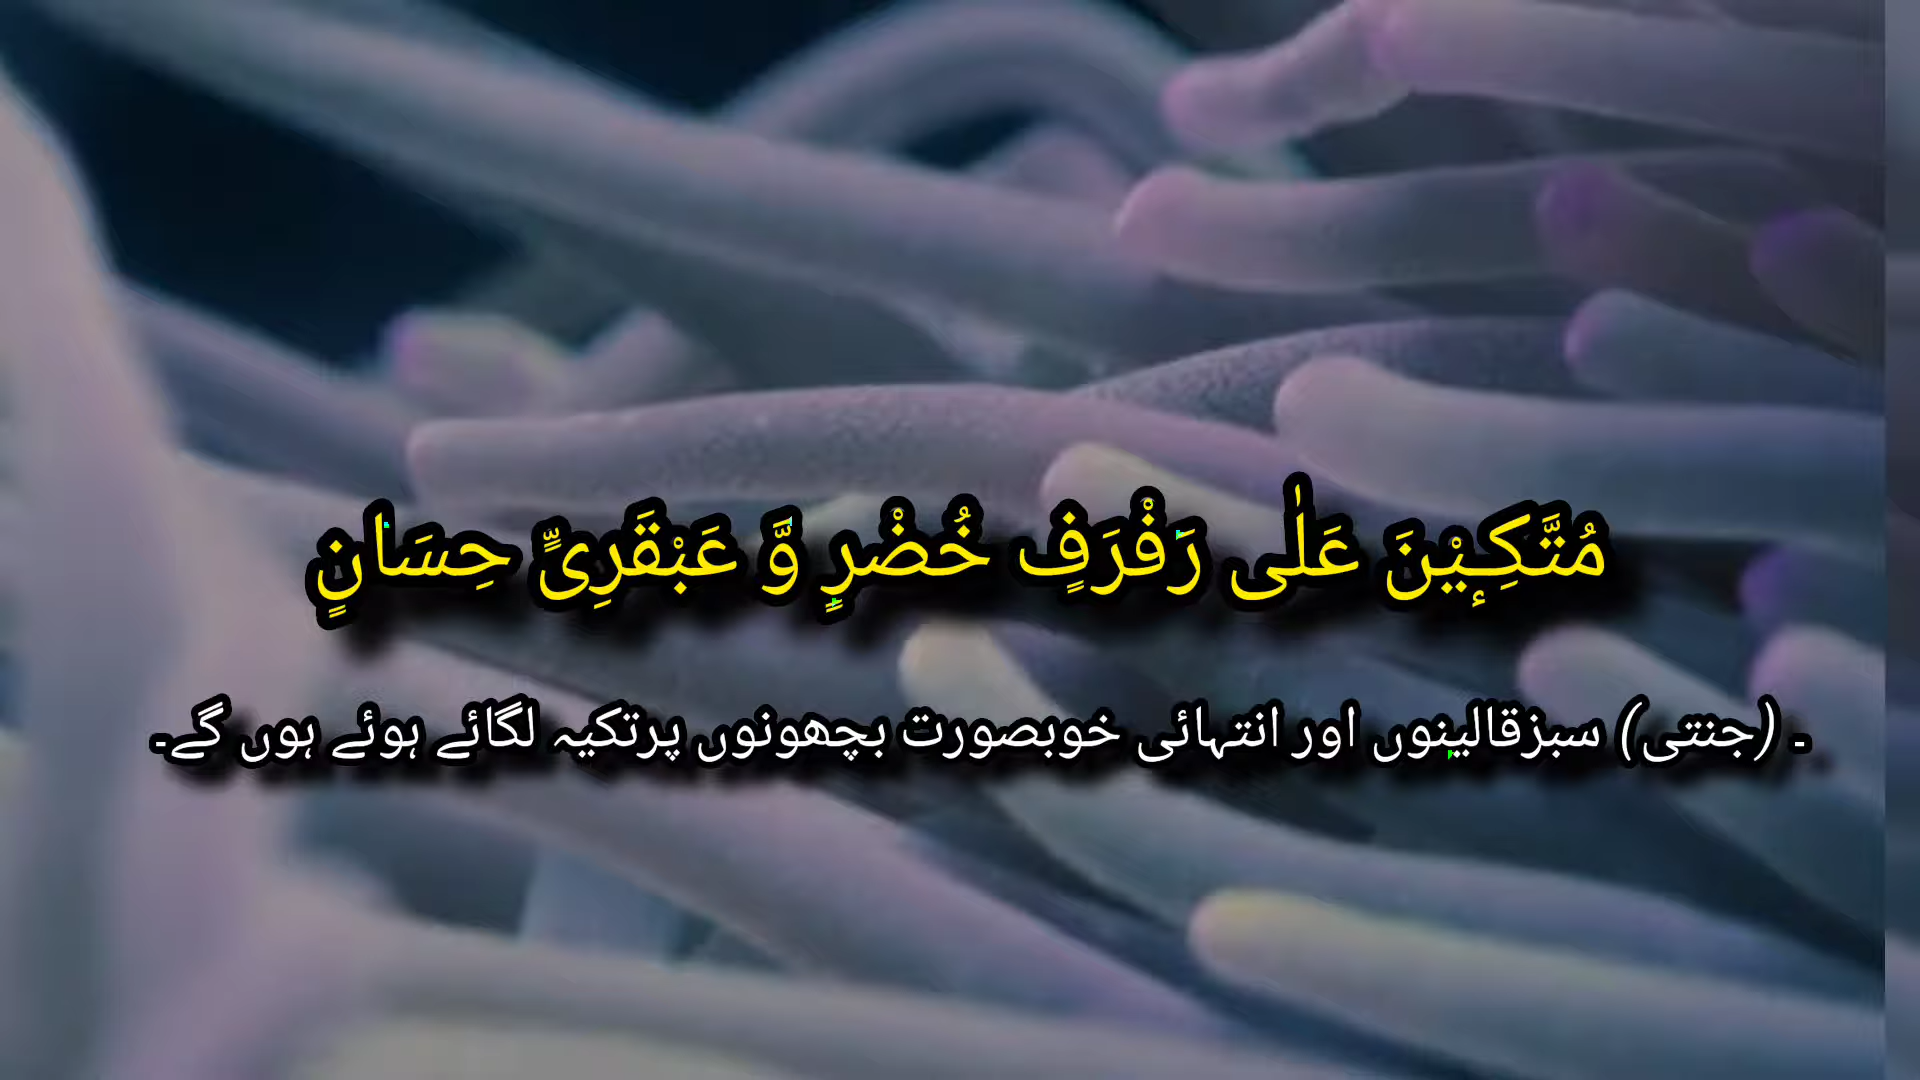 مُتَّکِـِٕیْنَ عَلٰی رَفْرَفٍ خُضْرٍ وَّ عَبْقَرِیٍّ حِسَانٍ
۔ (جنتی) سبزقالینوں اور انتہائی خوبصورت بچھونوں پرتکیہ لگائے ہوئے ہوں گے۔